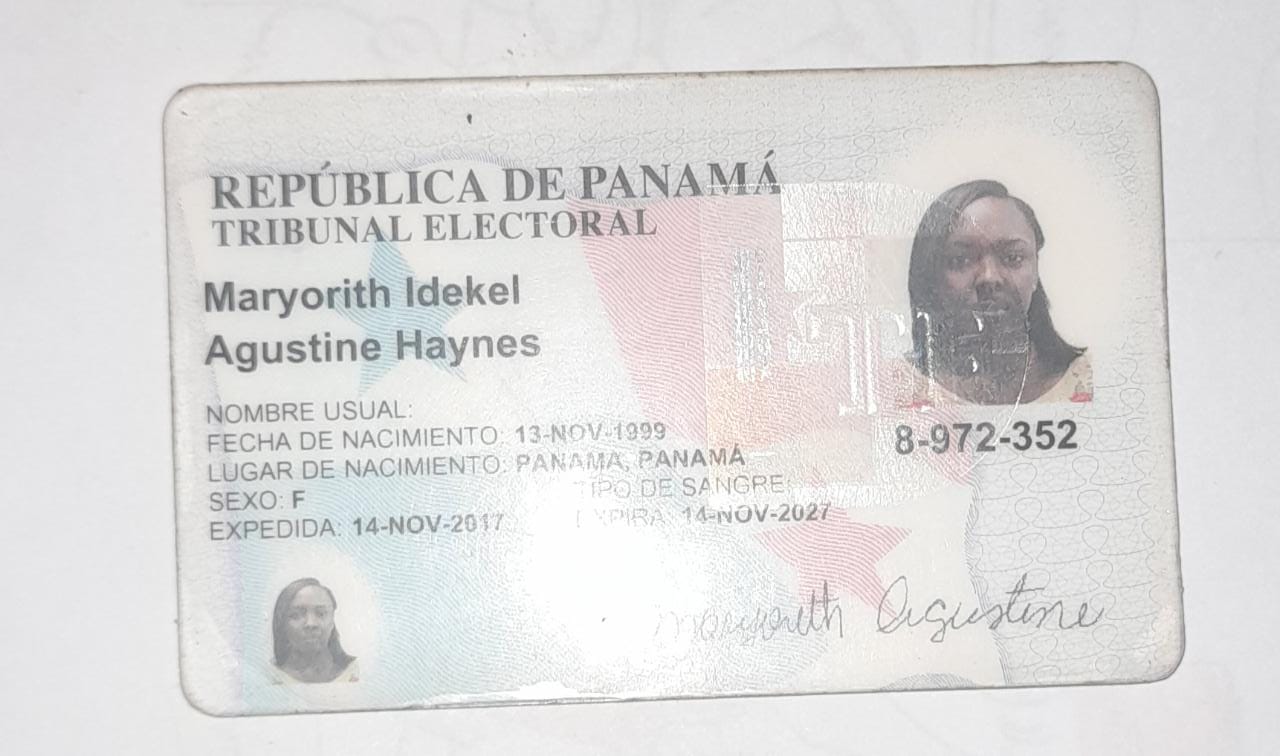 REPÚBLICA DE PANAMÁ
TRIBUNAL ELECTORAL
Maryorith Idekel
Agustine Haynes
NOMBRE USUAL:
FECHA DE NACIMIENTO: 13-NOV-1999
LUGAR DE NACIMIENTO: PANAMÁ, PANAMÁ
SEXO: F TIPO DE SANGRE:
EXPEDIDA: 14-NOV-2017 EXPIRA: 14-NOV-2027
8-972-352
Maryorith Agustine